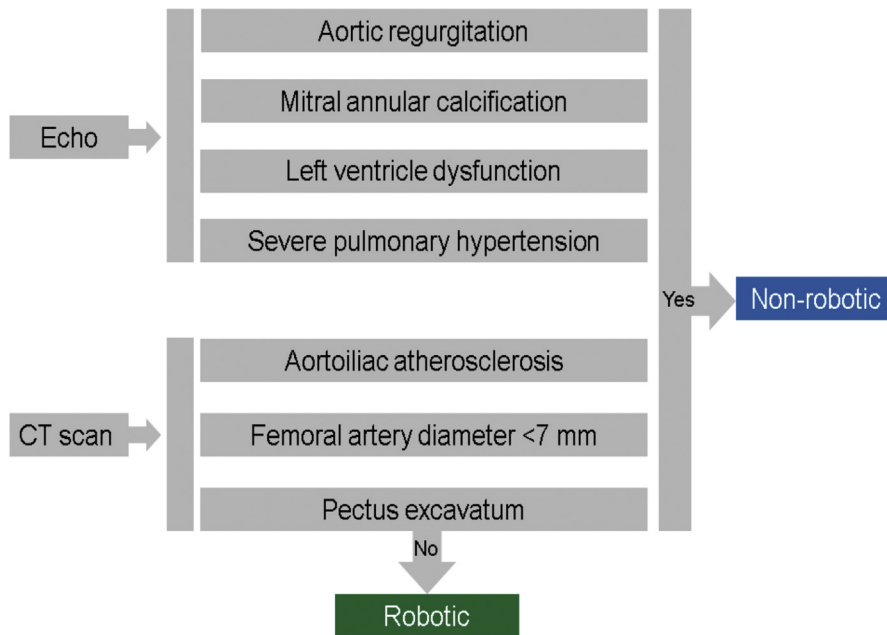 Aortic regurgitation
Mitral annular calcification
Echo
Left ventricle dysfunction
Severe pulmonary hypertension
Yes
Non-robotic
Aortoiliac atherosclerosis
CT scan
Femoral artery diameter <7 mm
Pectus excavatum
No
Robotic